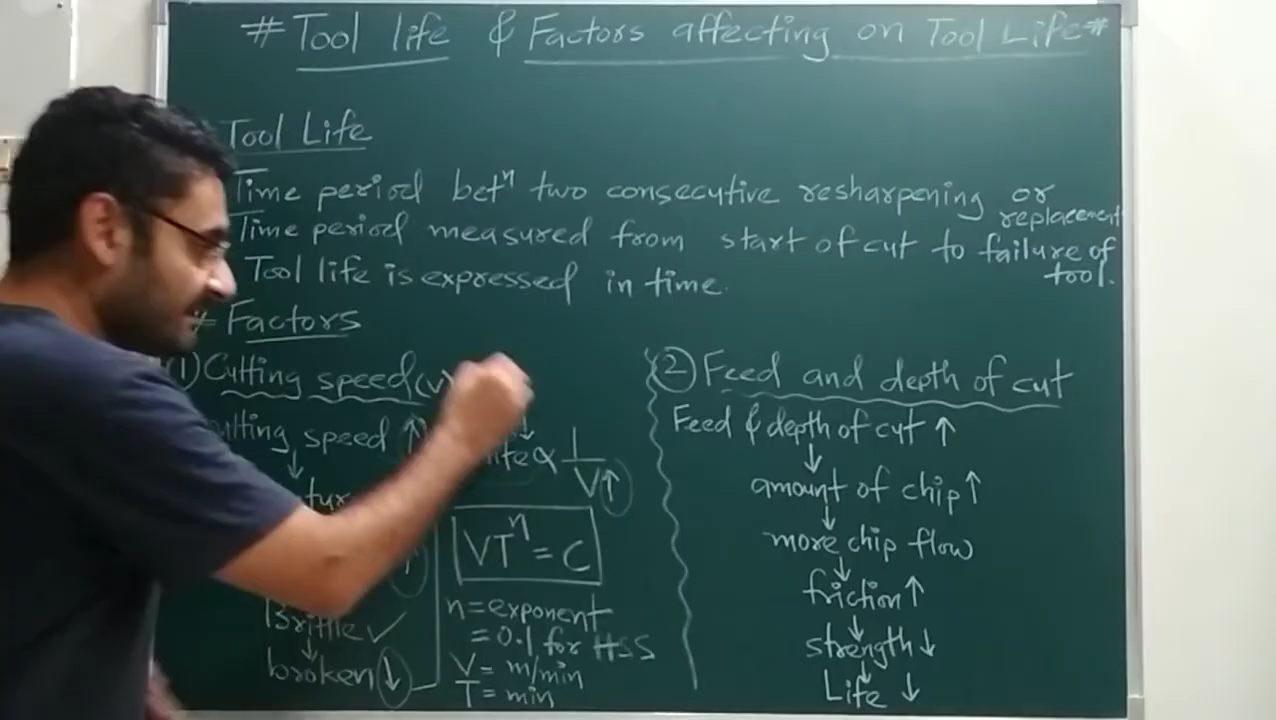 # Tool life & Factors affecting on Tool Life #
Tool Life
Time period betⁿ two consecutive resharpening or replacement
Time period measured from start of cut to failure of tool.
Tool life is expressed in time.
# Factors
(1) Cutting speed (V)
cutting speed ↑
↓
↑
Brittle ✓
↓
broken ↓
life ∝ 1/V ↑
VTⁿ = C
n = exponent
= 0.1 for HSS
V = m/min
T = min
(2) Feed and depth of cut
Feed & depth of cut ↑
↓
amount of chip ↑
↓
more chip flow
↓
friction ↑
↓
strength ↓
↓
Life ↓